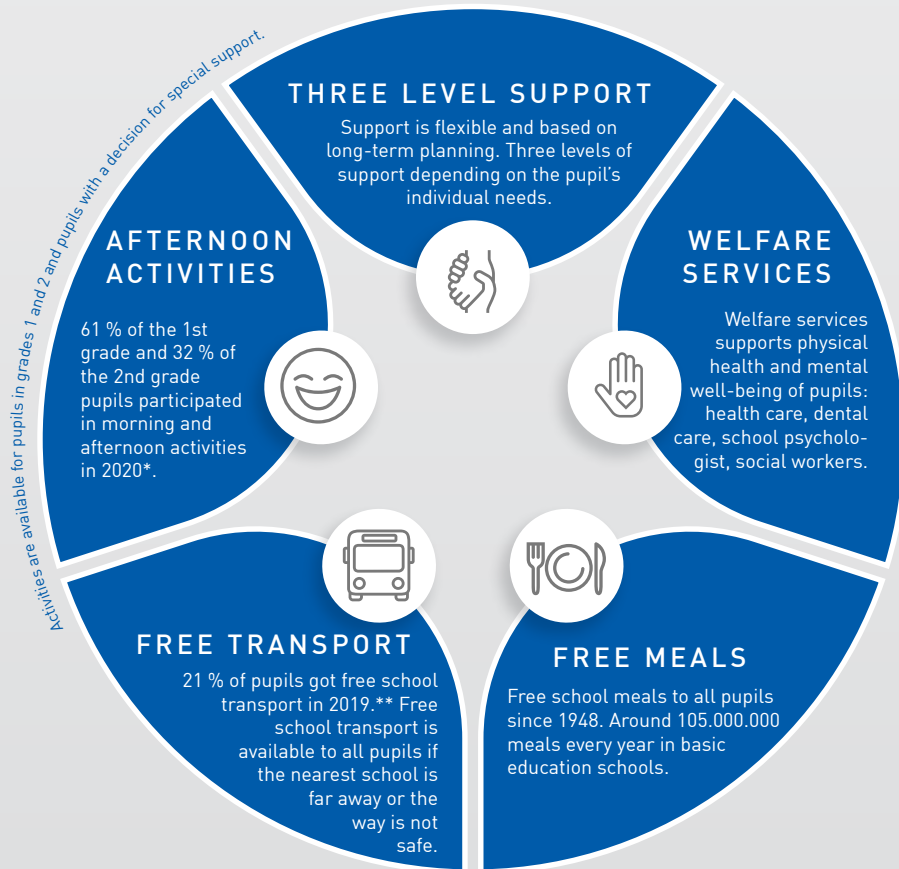 Activities are available for pupils in grades 1 and 2 and pupils with a decision for special support.
THREE LEVEL SUPPORT
Support is flexible and based on
long-term planning. Three levels of
support depending on the pupil’s
individual needs.
AFTERNOON
ACTIVITIES
61 % of the 1st
grade and 32 % of
the 2nd grade
pupils participated
in morning and
afternoon activities
in 2020*.
WELFARE
SERVICES
Welfare services
supports physical
health and mental
well-being of pupils:
health care, dental
care, school psycholo-
gist, social workers.
FREE TRANSPORT
21 % of pupils got free school
transport in 2019.** Free
school transport is
available to all pupils if
the nearest school is
far away or the
way is not
safe.
FREE MEALS
Free school meals to all pupils
since 1948. Around 105.000.000
meals every year in basic
education schools.